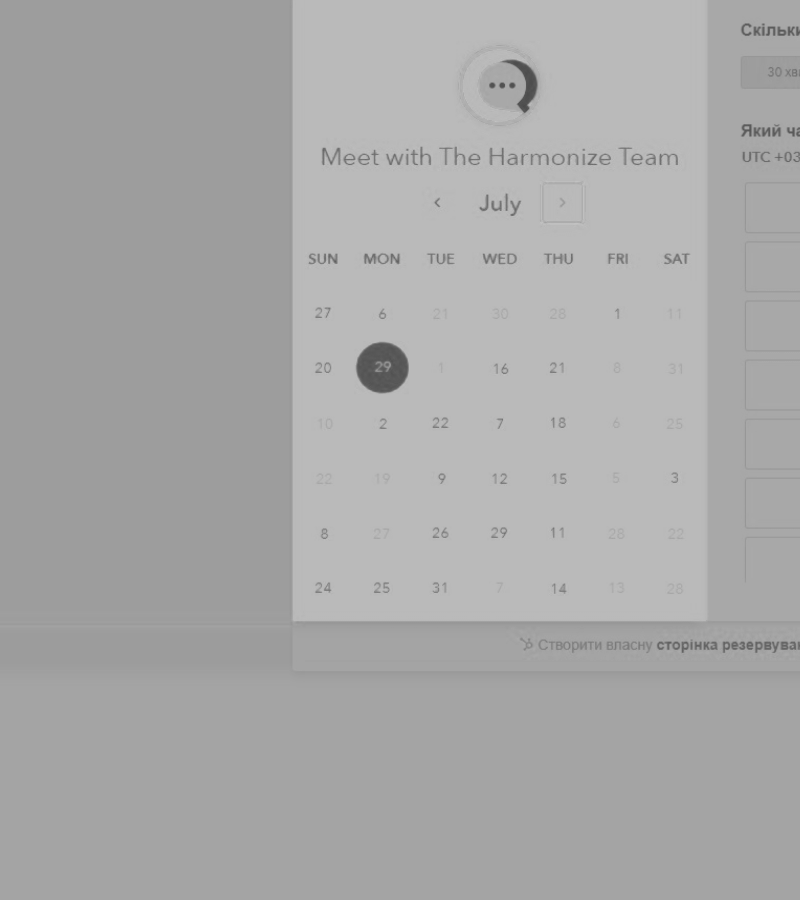 Meet with The Harmonize Team
July
SUN MON TUE WED THU FRI SAT
27 6 21 30 28 1 11
20 29 1 16 21 8 31
10 2 22 7 18 6 25
22 19 9 12 15 5 3
8 27 26 29 11 28 22
24 25 31 7 14 13 28
Скільки
30 хви
Який ча
UTC +03
Створити власну сторінка резервуван